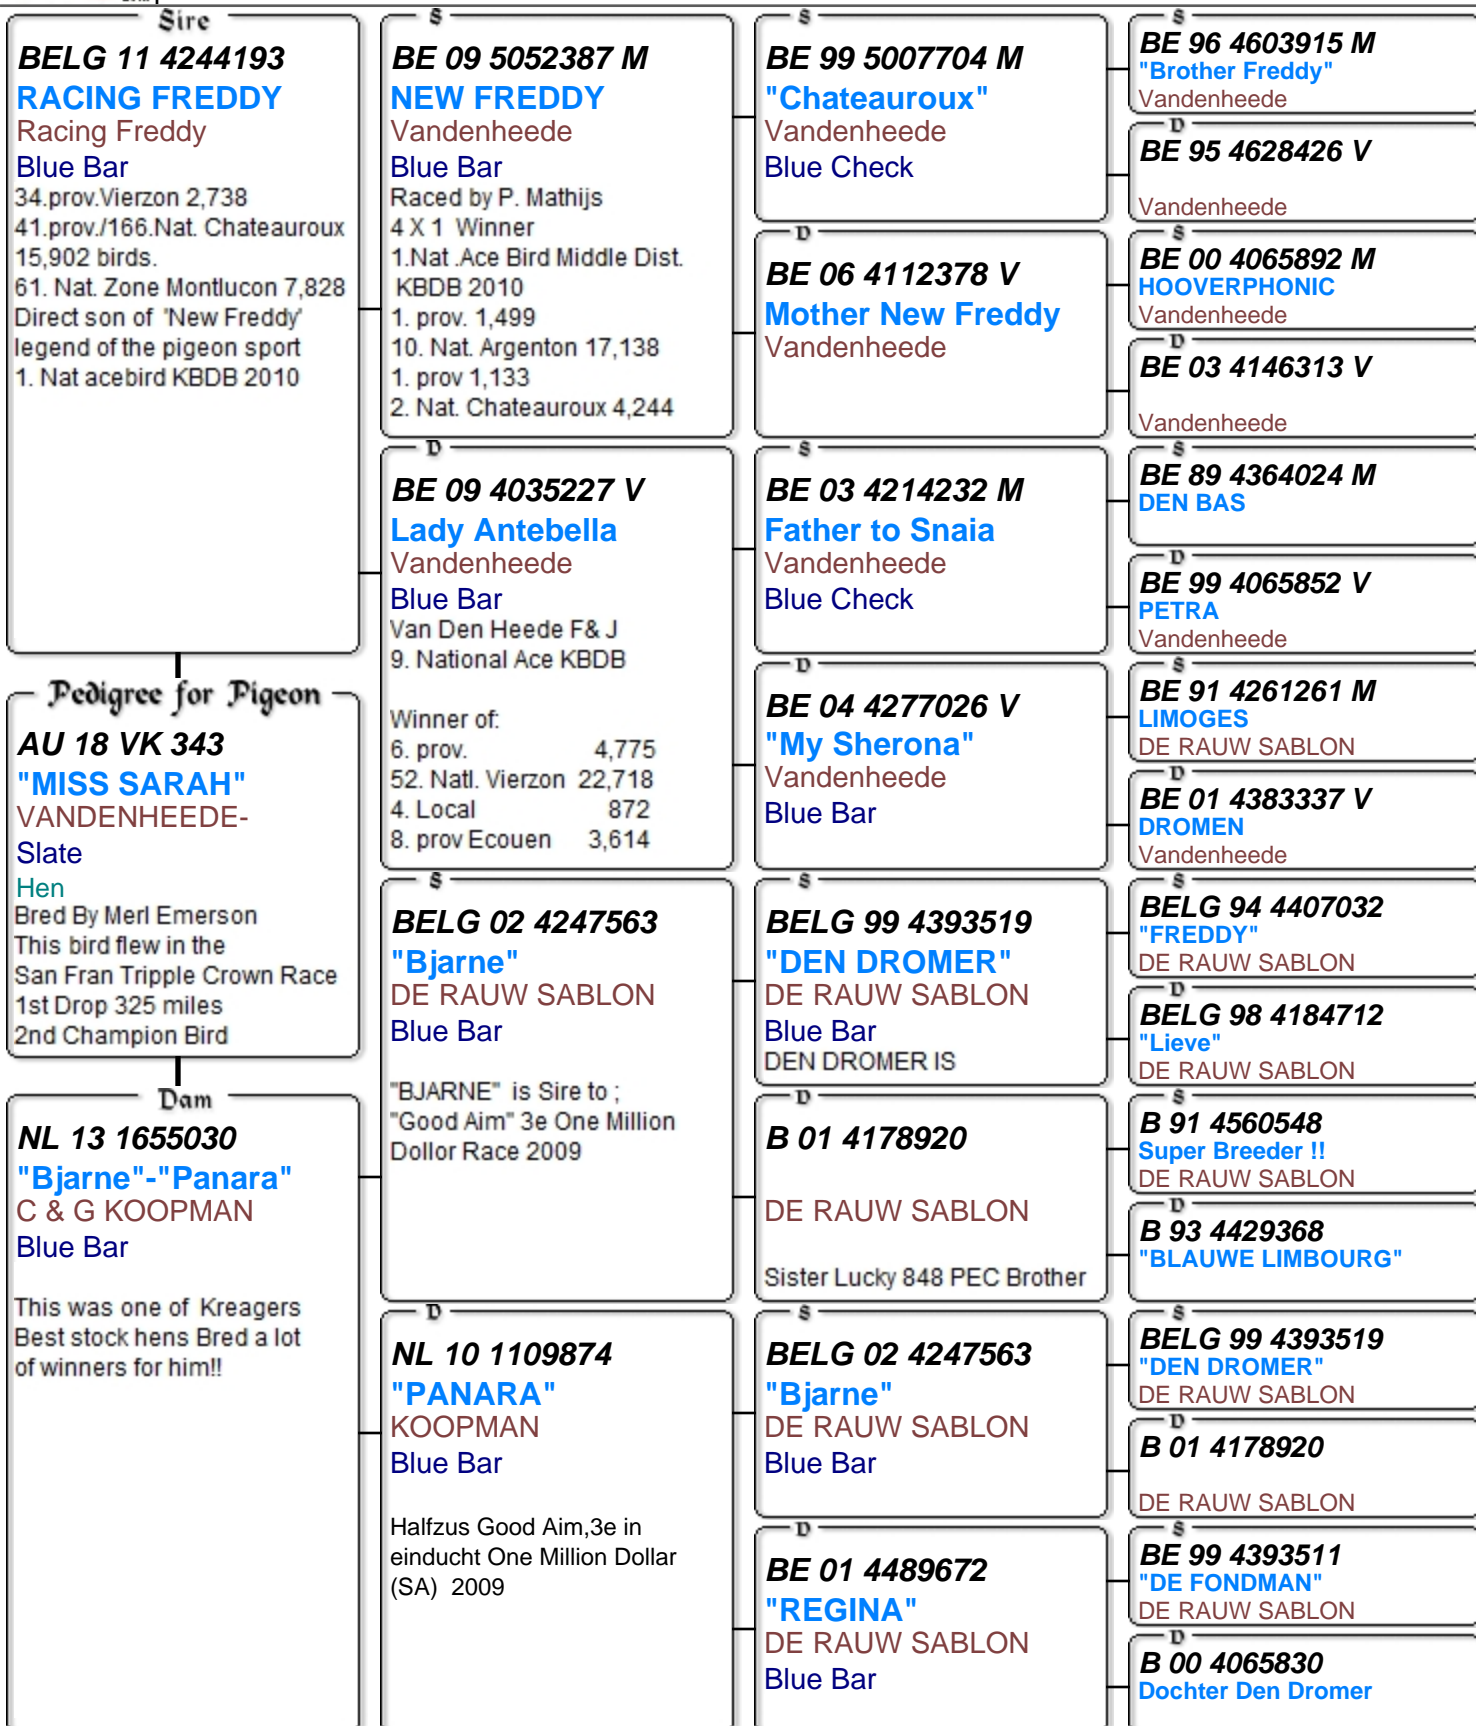 Sire
BELG 11 4244193
RACING FREDDY
Racing Freddy
Blue Bar
34.prov.Vierzon 2,738
41.prov./166.Nat. Chateauroux
15,902 birds.
61. Nat. Zone Montlucon 7,828
Direct son of 'New Freddy'
legend of the pigeon sport
1. Nat acebird KBDB 2010
Pedigree for Pigeon
AU 18 VK 343
"MISS SARAH"
VANDENHEEDE-
Slate
Hen
Bred By Merl Emerson
This bird flew in the
San Fran Tripple Crown Race
1st Drop 325 miles
2nd Champion Bird
Dam
NL 13 1655030
"Bjarne"-"Panara"
C & G KOOPMAN
Blue Bar
This was one of Kreagers
Best stock hens Bred a lot
of winners for him!!
S
BE 09 5052387 M
NEW FREDDY
Vandenheede
Blue Bar
Raced by P. Mathijs
4 X 1 Winner
1.Nat .Ace Bird Middle Dist.
KBDB 2010
1. prov. 1,499
10. Nat. Argenton 17,138
1. prov 1,133
2. Nat. Chateauroux 4,244
D
BE 09 4035227 V
Lady Antebella
Vandenheede
Blue Bar
Van Den Heede F& J
9. National Ace KBDB
Winner of:
6. prov. 4,775
52. Natl. Vierzon 22,718
4. Local 872
8. prov Ecouen 3,614
S
BELG 02 4247563
"Bjarne"
DE RAUW SABLON
Blue Bar
"BJARNE" is Sire to ;
"Good Aim" 3e One Million
Dollor Race 2009
D
NL 10 1109874
"PANARA"
KOOPMAN
Blue Bar
Halfzus Good Aim,3e in
einducht One Million Dollar
(SA) 2009
S
BE 99 5007704 M
"Chateauroux"
Vandenheede
Blue Check
D
BE 06 4112378 V
Mother New Freddy
Vandenheede
S
BE 03 4214232 M
Father to Snaia
Vandenheede
Blue Check
D
BE 04 4277026 V
"My Sherona"
Vandenheede
Blue Bar
S
BELG 99 4393519
"DEN DROMER"
DE RAUW SABLON
Blue Bar
DEN DROMER IS
D
B 01 4178920
DE RAUW SABLON
Sister Lucky 848 PEC Brother
S
BELG 02 4247563
"Bjarne"
DE RAUW SABLON
Blue Bar
D
BE 01 4489672
"REGINA"
DE RAUW SABLON
Blue Bar
S
BE 96 4603915 M
"Brother Freddy"
Vandenheede
D
BE 95 4628426 V
Vandenheede
S
BE 00 4065892 M
HOOVERPHONIC
Vandenheede
D
BE 03 4146313 V
Vandenheede
S
BE 89 4364024 M
DEN BAS
D
BE 99 4065852 V
PETRA
Vandenheede
S
BE 91 4261261 M
LIMOGES
DE RAUW SABLON
D
BE 01 4383337 V
DROMEN
Vandenheede
S
BELG 94 4407032
"FREDDY"
DE RAUW SABLON
D
BELG 98 4184712
"Lieve"
DE RAUW SABLON
S
B 91 4560548
Super Breeder !!
DE RAUW SABLON
D
B 93 4429368
"BLAUWE LIMBOURG"
S
BELG 99 4393519
"DEN DROMER"
DE RAUW SABLON
D
B 01 4178920
DE RAUW SABLON
S
BE 99 4393511
"DE FONDMAN"
DE RAUW SABLON
D
B 00 4065830
Dochter Den Dromer